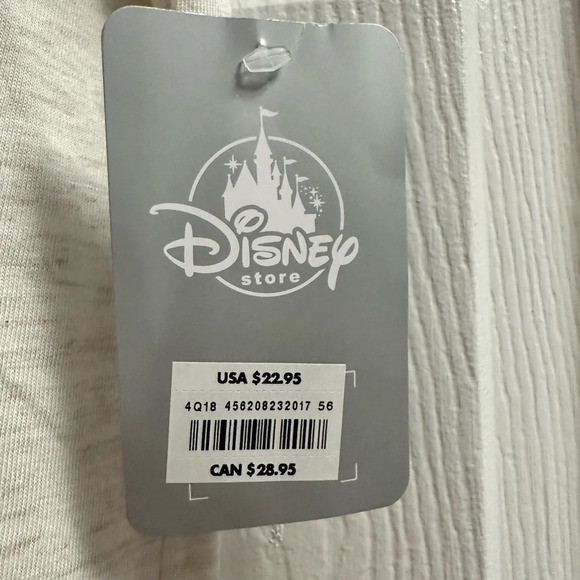 Disney
store
USA $22.95
4Q18 456208232017 56
CAN $28.95